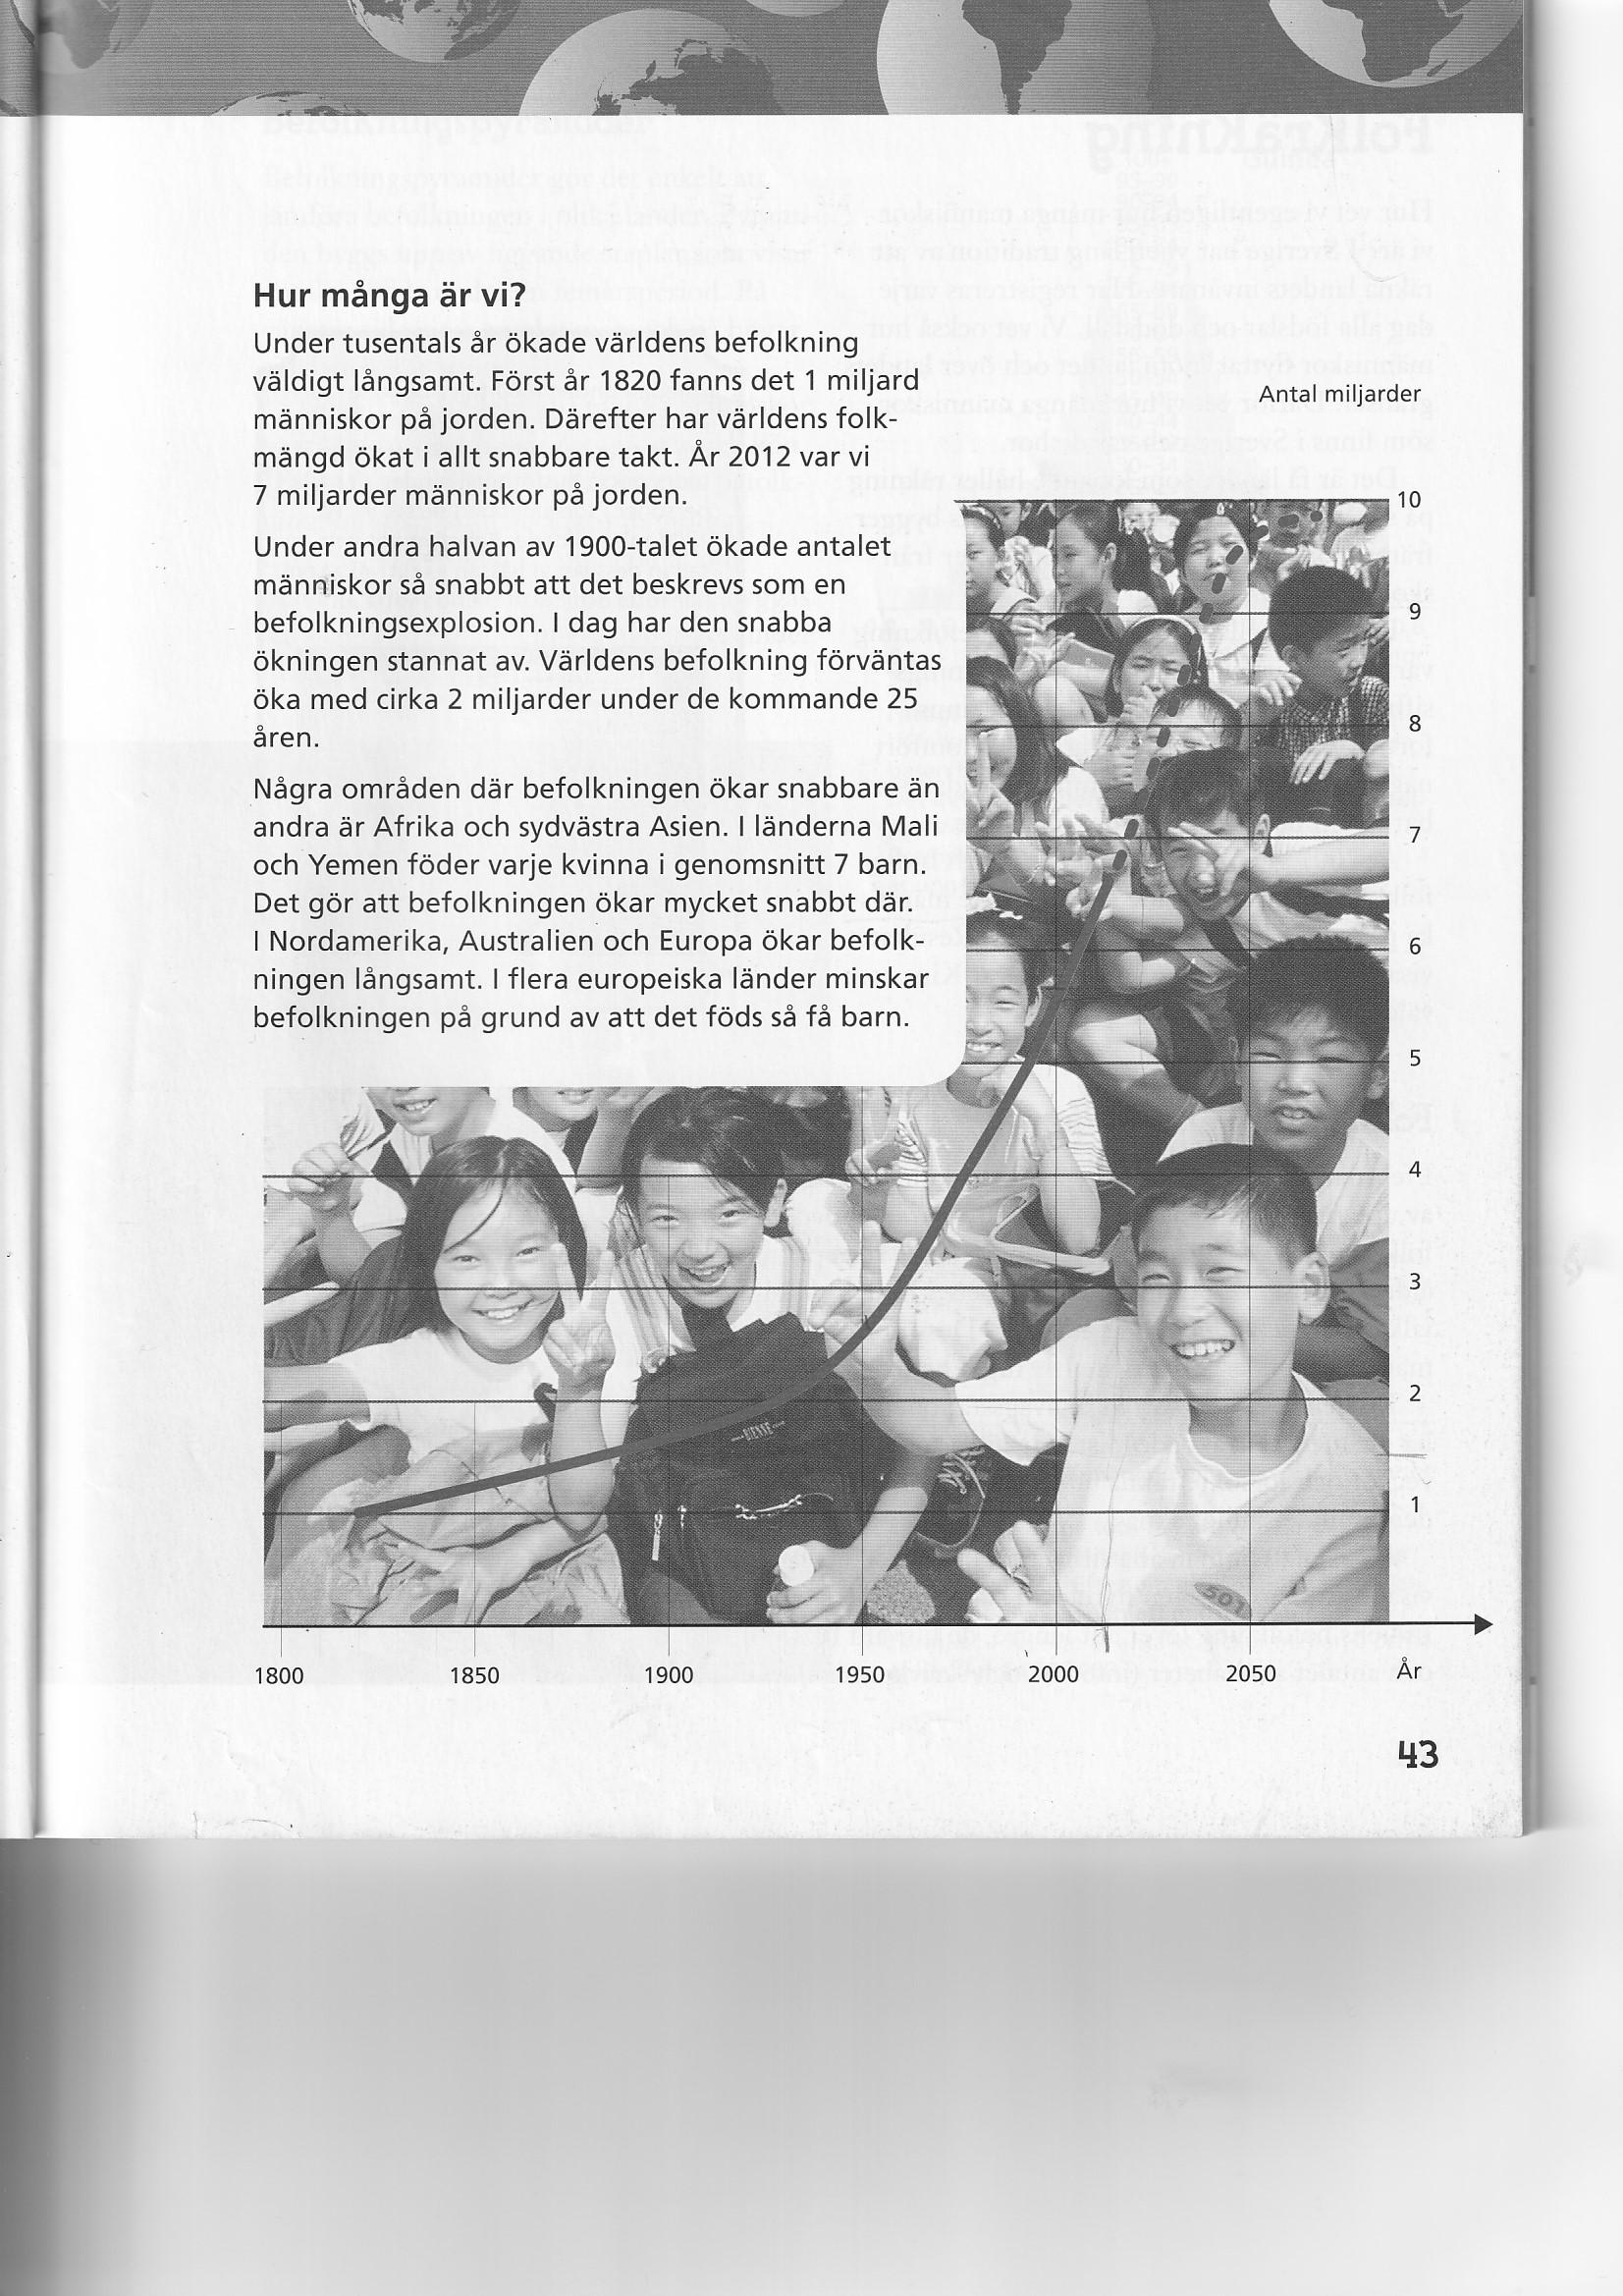 Hur många är vi?
Under tusentals år ökade världens befolkning
väldigt långsamt. Först år 1820 fanns det 1 miljard
människor på jorden. Därefter har världens folk-
mängd ökat i allt snabbare takt. År 2012 var vi
7 miljarder människor på jorden.
Under andra halvan av 1900-talet ökade antalet
människor så snabbt att det beskrevs som en
befolkningsexplosion. I dag har den snabba
ökningen stannat av. Världens befolkning förväntas
öka med cirka 2 miljarder under de kommande 25
åren.
Några områden där befolkningen ökar snabbare än
andra är Afrika och sydvästra Asien. I länderna Mali
och Yemen föder varje kvinna i genomsnitt 7 barn.
Det gör att befolkningen ökar mycket snabbt där.
I Nordamerika, Australien och Europa ökar befolk-
ningen långsamt. I flera europeiska länder minskar
befolkningen på grund av att det föds så få barn.
Antal miljarder
10
9
8
7
6
5
4
3
2
1
1800 1850 1900 1950 2000 2050 År
43